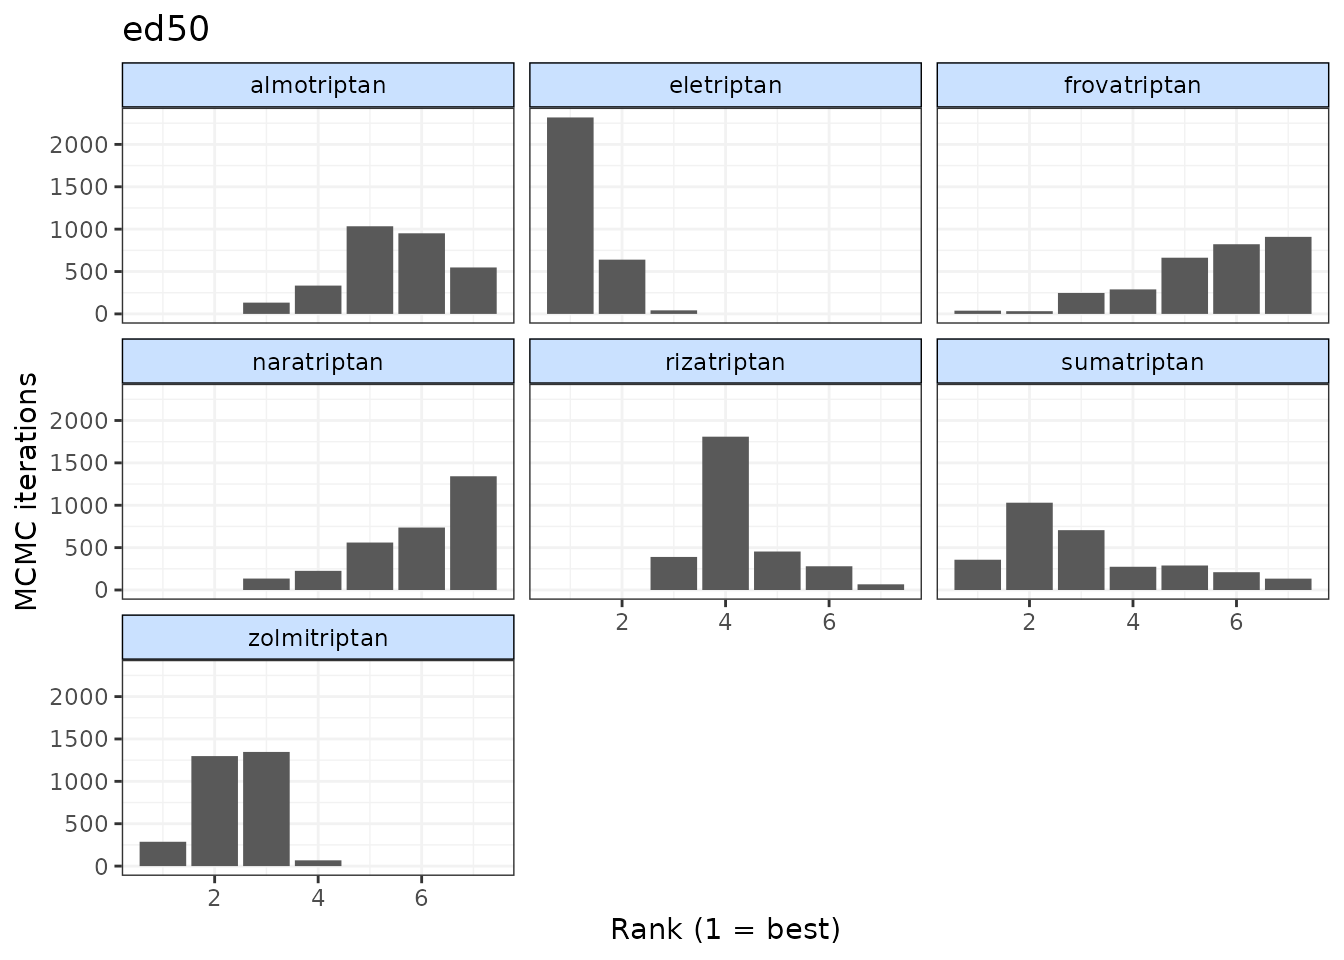 ed50
almotriptan eletriptan frovatriptan
2000
1500
1000
500
0
naratriptan rizatriptan sumatriptan
2000
1500
1000
500
0
2 4 6 2 4 6
zolmitriptan
2000
1500
1000
500
0
2 4 6
MCMC iterations
Rank (1 = best)